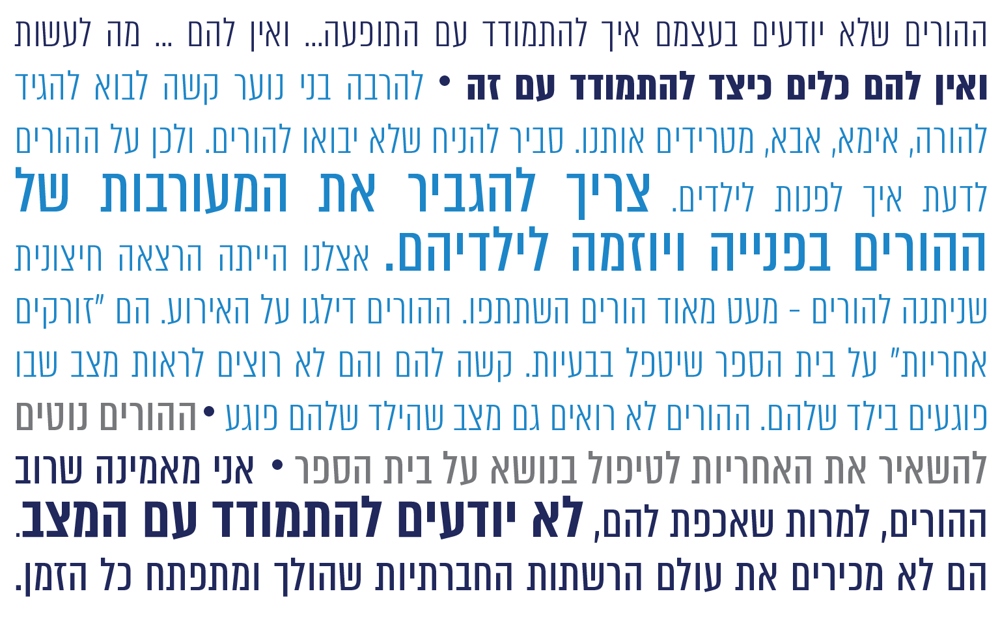 ההורים שלא יודעים בעצמם איך להתמודד עם התופעה... ואין להם ... מה לעשות
ואין להם כלים כיצד להתמודד עם זה • להרבה בני נוער קשה לבוא להגיד
להורה, אימא, אבא, מטרידים אותנו. סביר להניח שלא יבואו להורים. ולכן על ההורים
לדעת איך לפנות לילדים. צריך להגביר את המעורבות של
ההורים בפנייה ויוזמה לילדיהם. אצלנו הייתה הרצאה חיצונית
שניתנה להורים - מעט מאוד הורים השתתפו. ההורים דילגו על האירוע. הם "זורקים
אחריות" על בית הספר שיטפל בבעיות. קשה להם והם לא רוצים לראות מצב שבו
פוגעים בילד שלהם. ההורים לא רואים גם מצב שהילד שלהם פוגע • ההורים נוטים
להשאיר את האחריות לטיפול בנושא על בית הספר • אני מאמינה שרוב
ההורים, למרות שאכפת להם, לא יודעים להתמודד עם המצב.
הם לא מכירים את עולם הרשתות החברתיות שהולך ומתפתח כל הזמן.